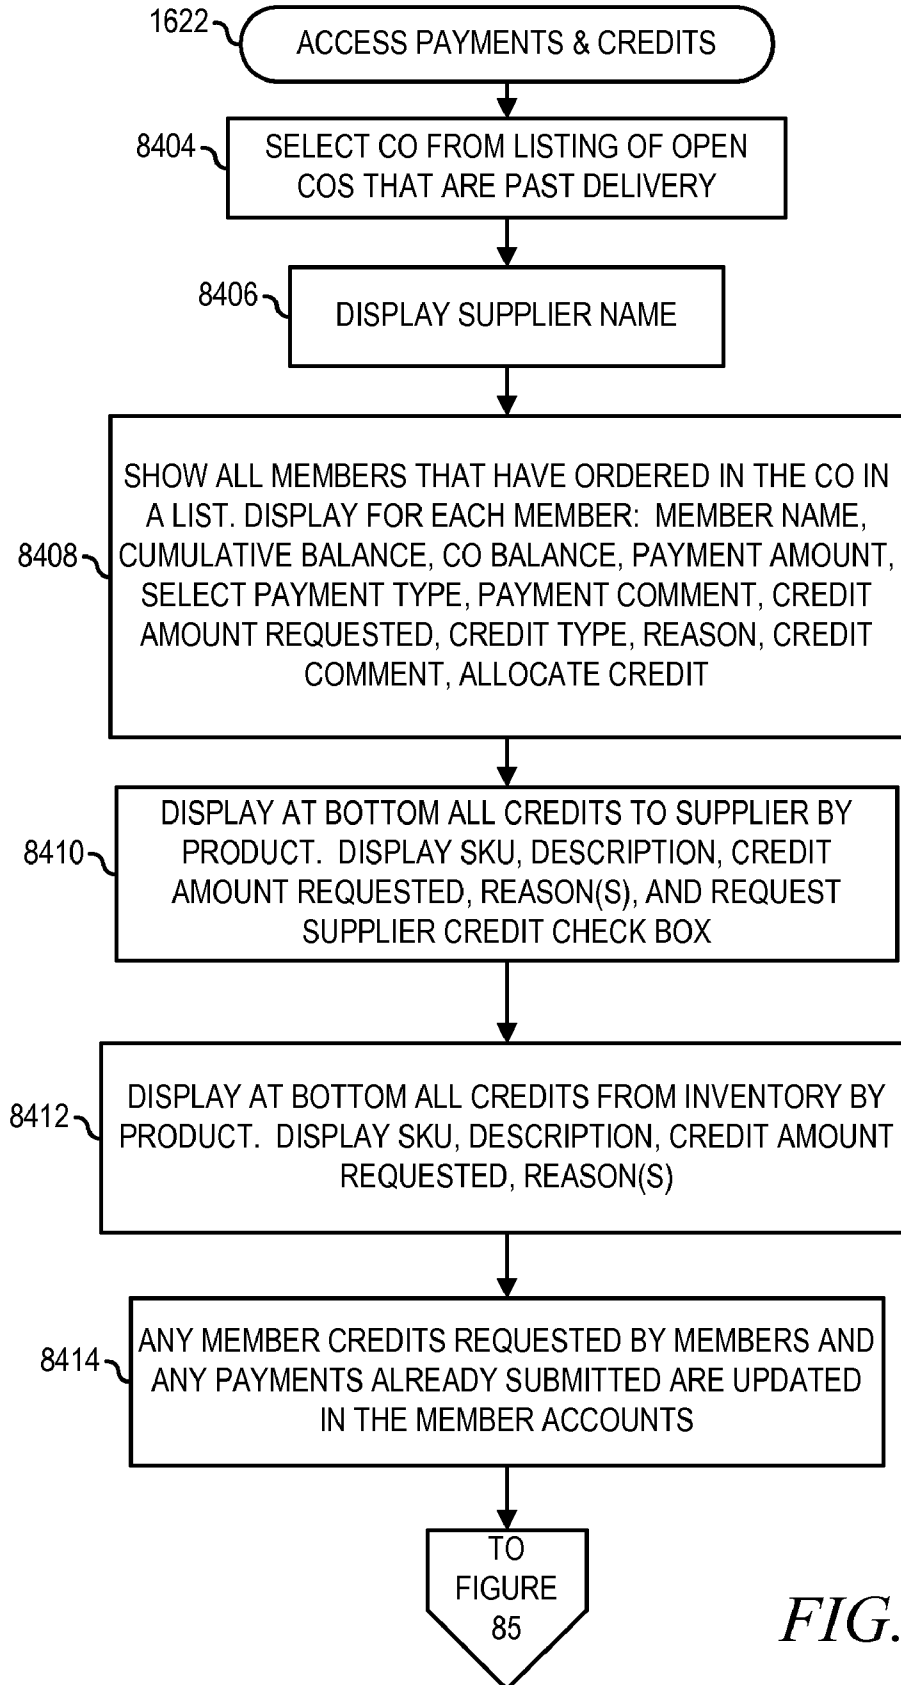 1622
ACCESS PAYMENTS & CREDITS
8404
SELECT CO FROM LISTING OF OPEN
COS THAT ARE PAST DELIVERY
8406
DISPLAY SUPPLIER NAME
8408
SHOW ALL MEMBERS THAT HAVE ORDERED IN THE CO IN
A LIST. DISPLAY FOR EACH MEMBER: MEMBER NAME,
CUMULATIVE BALANCE, CO BALANCE, PAYMENT AMOUNT,
SELECT PAYMENT TYPE, PAYMENT COMMENT, CREDIT
AMOUNT REQUESTED, CREDIT TYPE, REASON, CREDIT
COMMENT, ALLOCATE CREDIT
8410
DISPLAY AT BOTTOM ALL CREDITS TO SUPPLIER BY
PRODUCT. DISPLAY SKU, DESCRIPTION, CREDIT
AMOUNT REQUESTED, REASON(S), AND REQUEST
SUPPLIER CREDIT CHECK BOX
8412
DISPLAY AT BOTTOM ALL CREDITS FROM INVENTORY BY
PRODUCT. DISPLAY SKU, DESCRIPTION, CREDIT AMOUNT
REQUESTED, REASON(S)
8414
ANY MEMBER CREDITS REQUESTED BY MEMBERS AND
ANY PAYMENTS ALREADY SUBMITTED ARE UPDATED
IN THE MEMBER ACCOUNTS
TO
FIGURE
85
FIG.